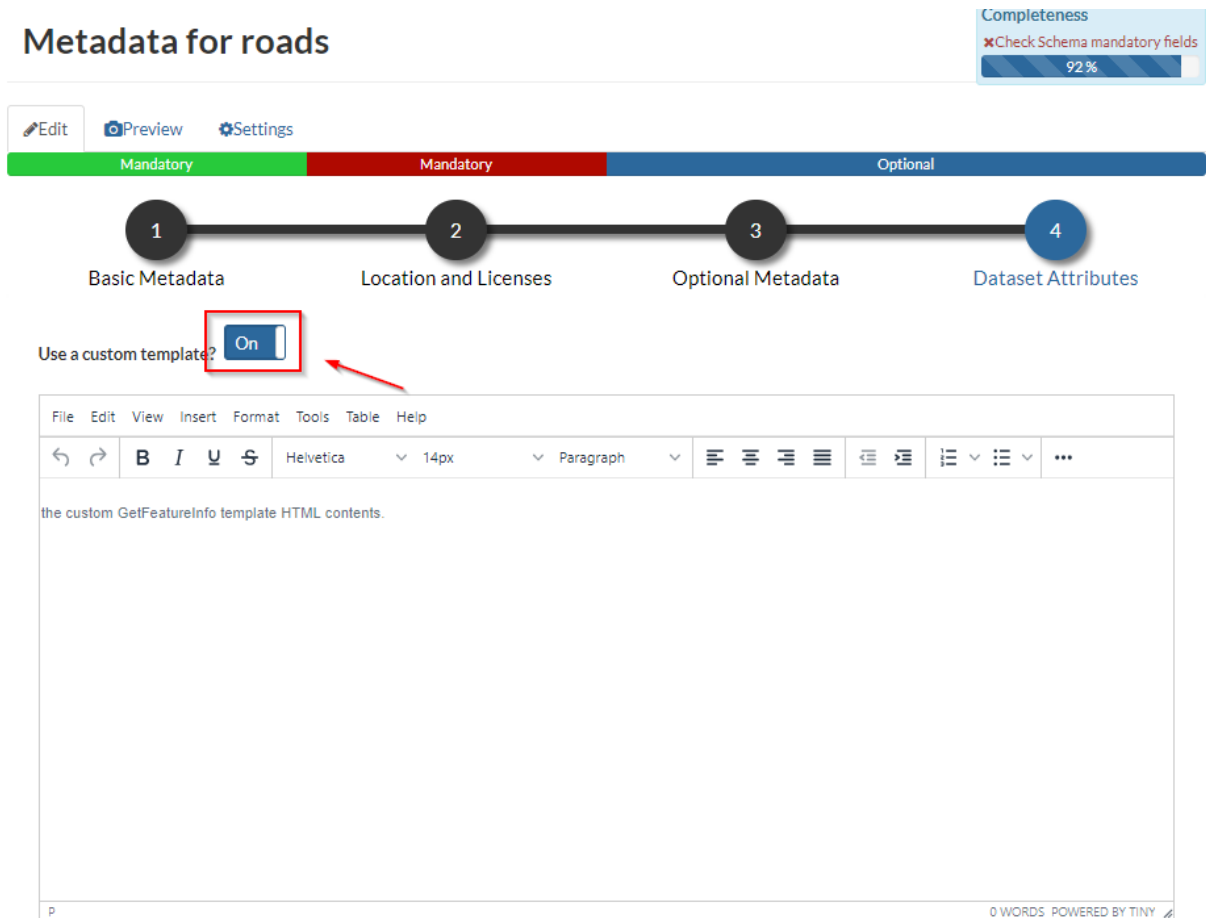 Completeness
Metadata for roads
✖Check Schema mandatory fields
92%
Edit Preview Settings
Mandatory Mandatory Optional
1 2 3 4
Basic Metadata Location and Licenses Optional Metadata Dataset Attributes
Use a custom template? On
File Edit View Insert Format Tools Table Help
B I U S Helvetica 14px Paragraph
the custom GetFeatureInfo template HTML contents.
P 0 WORDS POWERED BY TINY